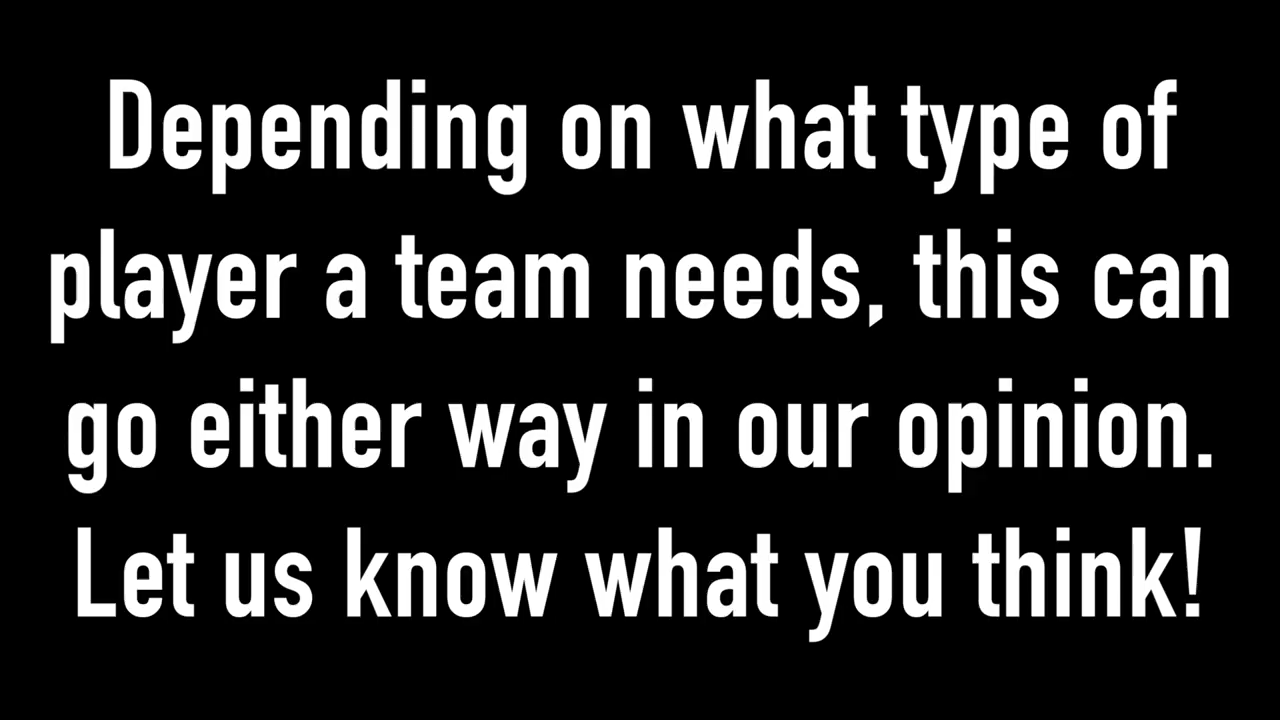 Depending on what type of
player a team needs, this can
go either way in our opinion.
Let us know what you think!